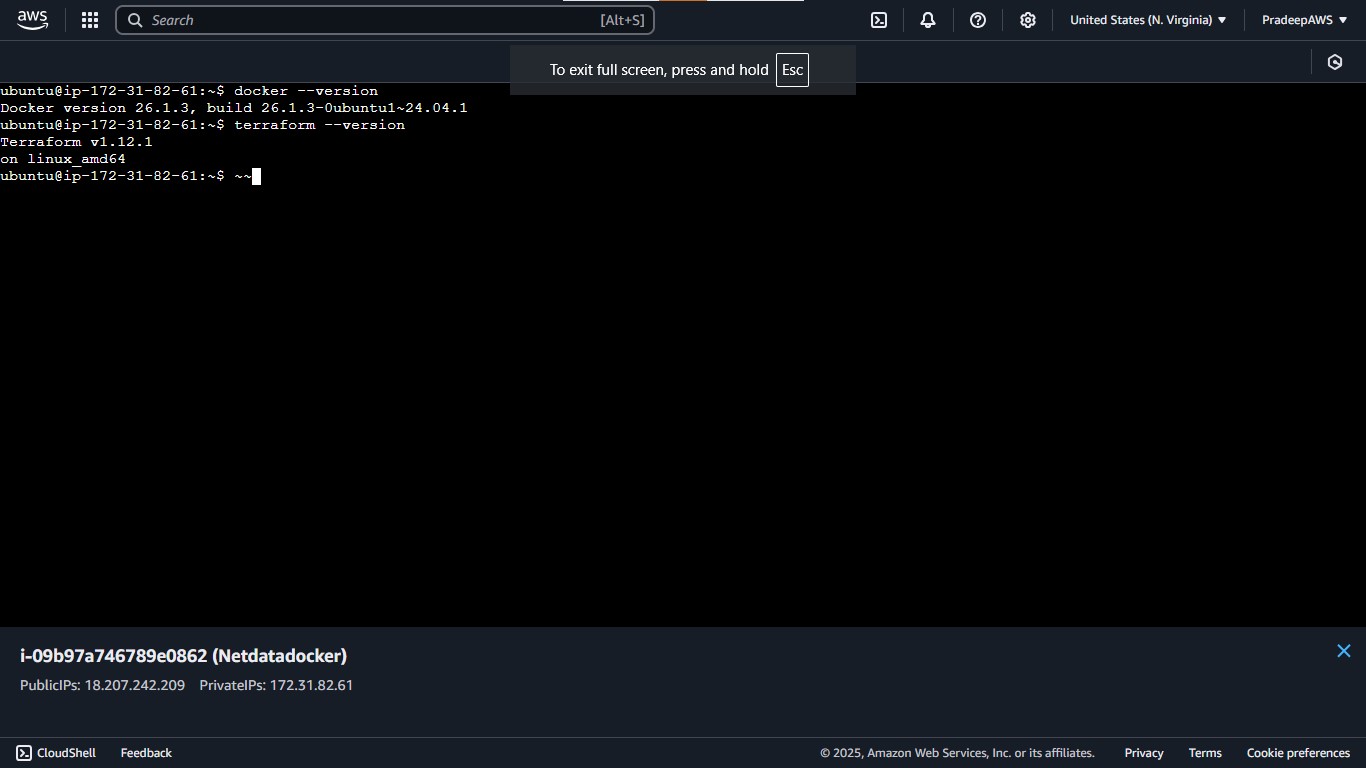 aws
Search [Alt+S]
United States (N. Virginia)
PradeepAWS
To exit full screen, press and hold Esc
ubuntu@ip-172-31-82-61:~$ docker --version
Docker version 26.1.3, build 26.1.3-0ubuntu1~24.04.1
ubuntu@ip-172-31-82-61:~$ terraform --version
Terraform v1.12.1
on linux_amd64
ubuntu@ip-172-31-82-61:~$ ~~
i-09b97a746789e0862 (Netdatadocker)
PublicIPs: 18.207.242.209 PrivateIPs: 172.31.82.61
CloudShell Feedback © 2025, Amazon Web Services, Inc. or its affiliates. Privacy Terms Cookie preferences